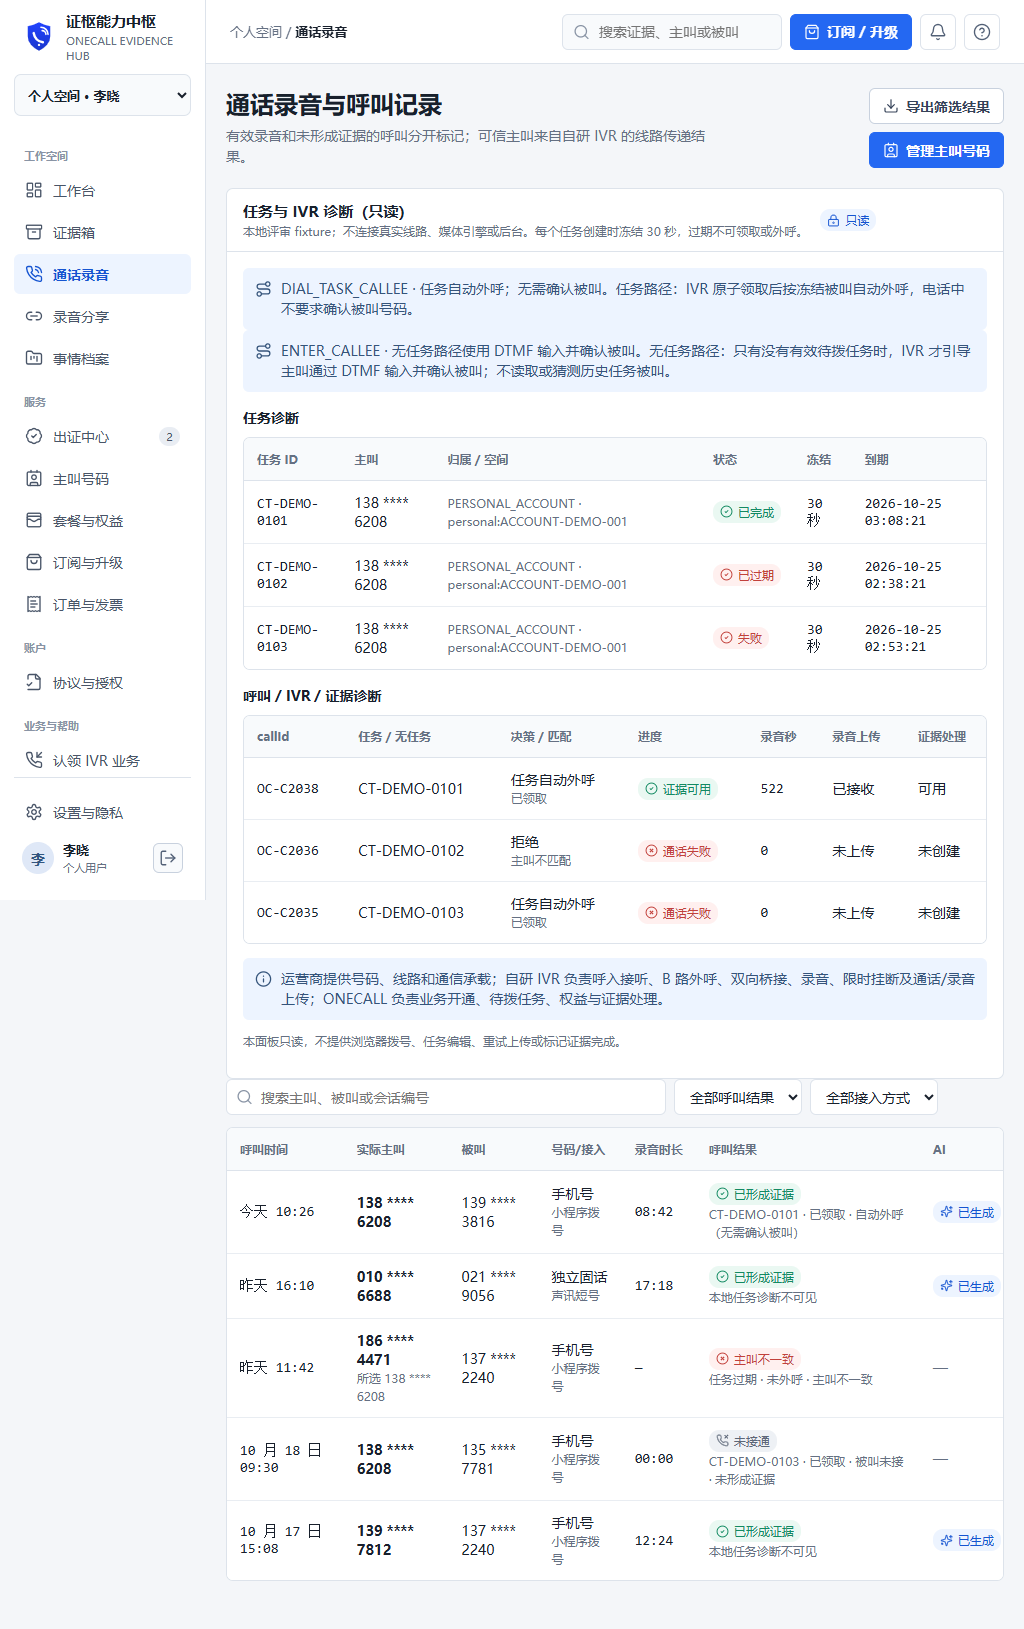 证枢能力中枢
ONECALL EVIDENCE
HUB
个人空间 • 李晓
工作空间
工作台
证据箱
通话录音
录音分享
事情档案
服务
出证中心
2
主叫号码
套餐与权益
订阅与升级
订单与发票
账户
协议与授权
业务与帮助
认领 IVR 业务
设置与隐私
李
李晓
个人用户
个人空间 / 通话录音
搜索证据、主叫或被叫
订阅 / 升级
通话录音与呼叫记录
有效录音和未形成证据的呼叫分开标记；可信主叫来自自研 IVR 的线路传递结
果。
导出筛选结果
管理主叫号码
任务与 IVR 诊断（只读）
本地评审 fixture；不连接真实线路、媒体引擎或后台。每个任务创建时冻结 30 秒，过期不可领取或外呼。
只读
DIAL_TASK_CALLEE · 任务自动外呼；无需确认被叫。任务路径：IVR 原子领取后按冻结被叫自动外呼，电话中
不要求确认被叫号码。
ENTER_CALLEE · 无任务路径使用 DTMF 输入并确认被叫。无任务路径：只有没有有效待拨任务时，IVR 才引导
主叫通过 DTMF 输入并确认被叫；不读取或猜测历史任务被叫。
任务诊断
任务 ID 主叫 归属 / 空间 状态 冻结 到期
CT-DEMO- 138 **** PERSONAL_ACCOUNT · 已完成 30 2026-10-25
0101 6208 personal:ACCOUNT-DEMO-001 秒 03:08:21
CT-DEMO- 138 **** PERSONAL_ACCOUNT · 已过期 30 2026-10-25
0102 6208 personal:ACCOUNT-DEMO-001 秒 02:38:21
CT-DEMO- 138 **** PERSONAL_ACCOUNT · 失败 30 2026-10-25
0103 6208 personal:ACCOUNT-DEMO-001 秒 02:53:21
呼叫 / IVR / 证据诊断
callId 任务 / 无任务 决策 / 匹配 进度 录音秒 录音上传 证据处理
OC-C2038 CT-DEMO-0101 任务自动外呼 证据可用 522 已接收 可用
已领取
OC-C2036 CT-DEMO-0102 拒绝 通话失败 0 未上传 未创建
主叫不匹配
OC-C2035 CT-DEMO-0103 任务自动外呼 通话失败 0 未上传 未创建
已领取
运营商提供号码、线路和通信承载；自研 IVR 负责呼入接听、B 路外呼、双向桥接、录音、限时挂断及通话/录音
上传；ONECALL 负责业务开通、待拨任务、权益与证据处理。
本面板只读，不提供浏览器拨号、任务编辑、重试上传或标记证据完成。
搜索主叫、被叫或会话编号
全部呼叫结果
全部接入方式
呼叫时间 实际主叫 被叫 号码/接入 录音时长 呼叫结果 AI
今天 10:26
138 ****
6208
139 ****
3816
手机号
小程序拨
号
08:42
已形成证据
CT-DEMO-0101 · 已领取 · 自动外呼
（无需确认被叫）
已生成
昨天 16:10
010 ****
6688
021 ****
9056
独立固话
声讯短号
17:18
已形成证据
本地任务诊断不可见
已生成
昨天 11:42
186 ****
4471
所选 138 ****
6208
137 ****
2240
手机号
小程序拨
号
—
主叫不一致
任务过期 · 未外呼 · 主叫不一致
—
10 月 18 日
09:30
138 ****
6208
135 ****
7781
手机号
小程序拨
号
00:00
未接通
CT-DEMO-0103 · 已领取 · 被叫未接
· 未形成证据
—
10 月 17 日
15:08
139 ****
7812
137 ****
2240
手机号
小程序拨
号
12:24
已形成证据
本地任务诊断不可见
已生成